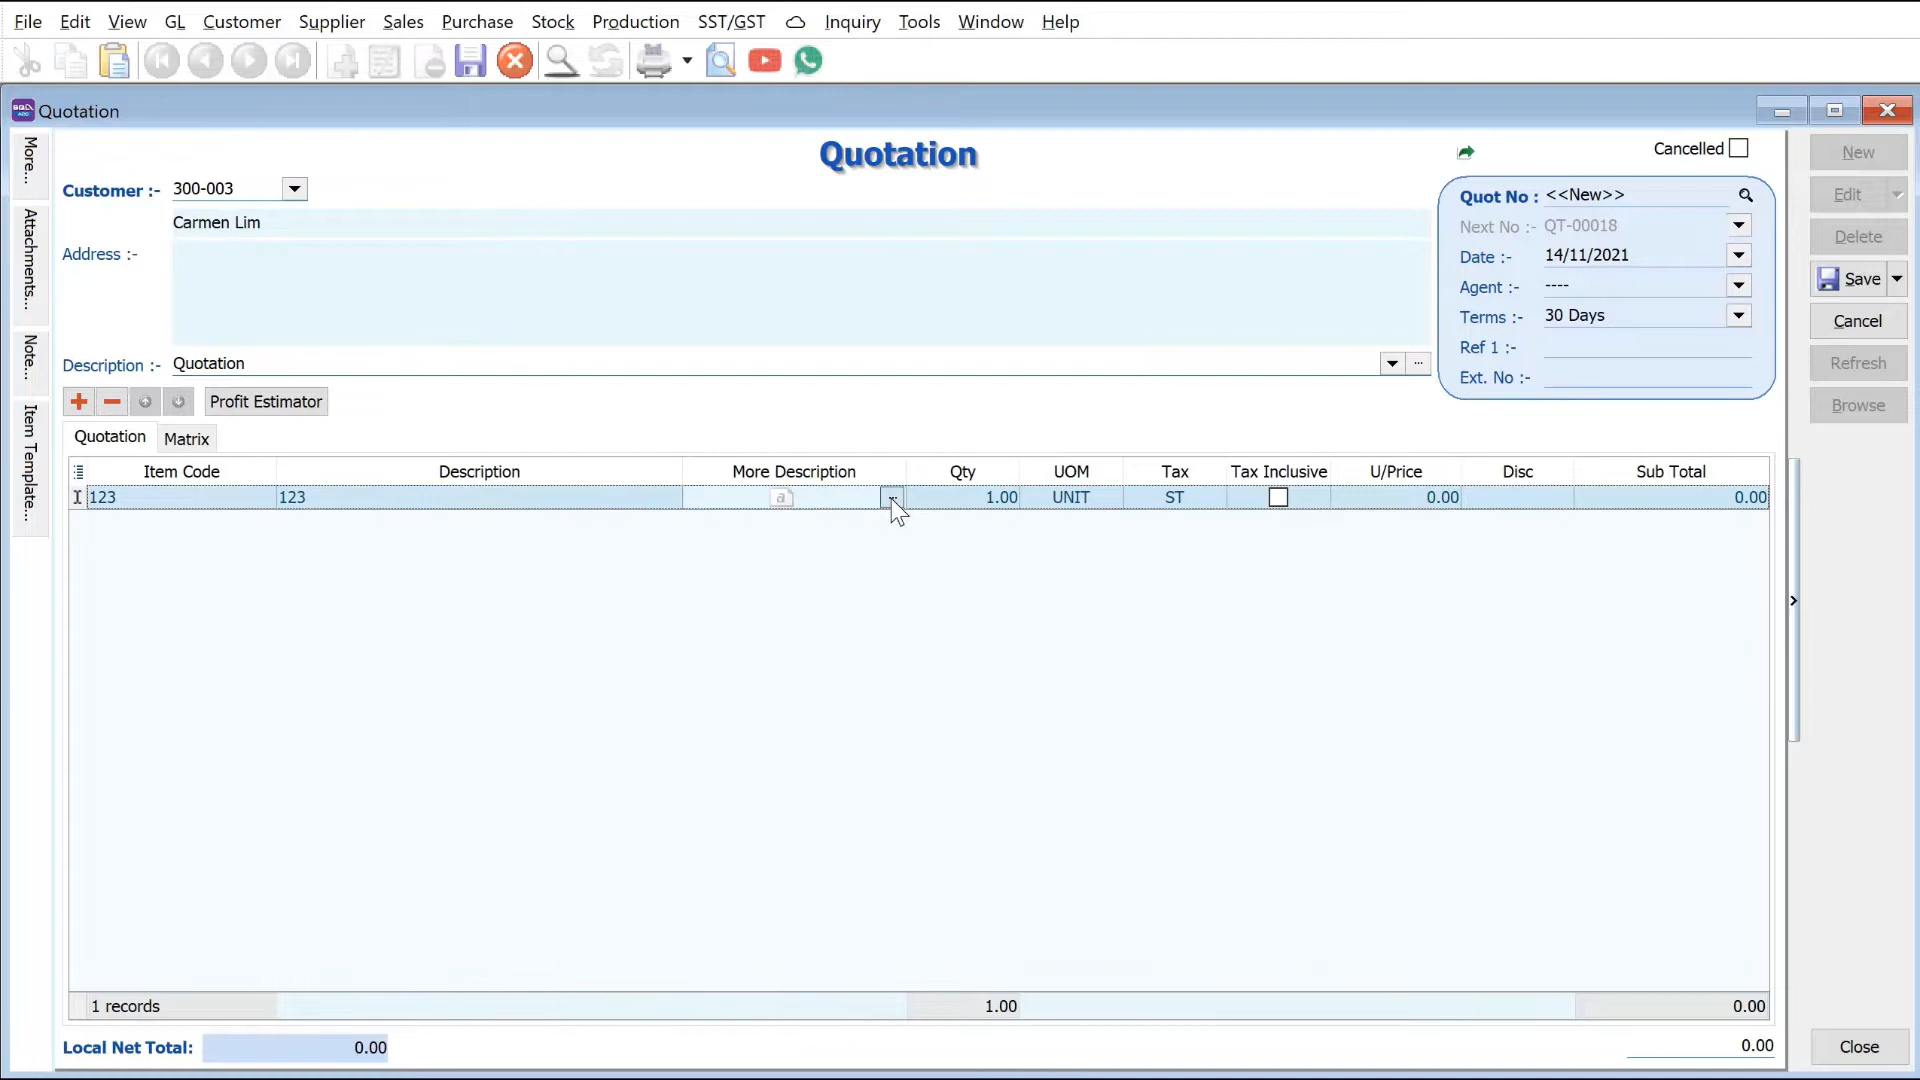 File Edit View GL Customer Supplier Sales Purchase Stock Production SST/GST Inquiry Tools Window Help
Quotation
Quotation
Cancelled
New
Customer :- 300-003
Quot No : <<New>>
Edit
Carmen Lim
Next No :- QT-00018
Delete
Address :-
Date :- 14/11/2021
Save
Agent :- ----
Terms :- 30 Days
Cancel
Ref 1 :-
Description :- Quotation
Refresh
Ext. No :-
Profit Estimator
Browse
More...
Attachments...
Note...
Item Template...
Quotation Matrix
Item Code Description More Description Qty UOM Tax Tax Inclusive U/Price Disc Sub Total
123 123 a 1.00 UNIT ST 0.00 0.00
1 records 1.00 0.00
Local Net Total: 0.00 0.00
Close